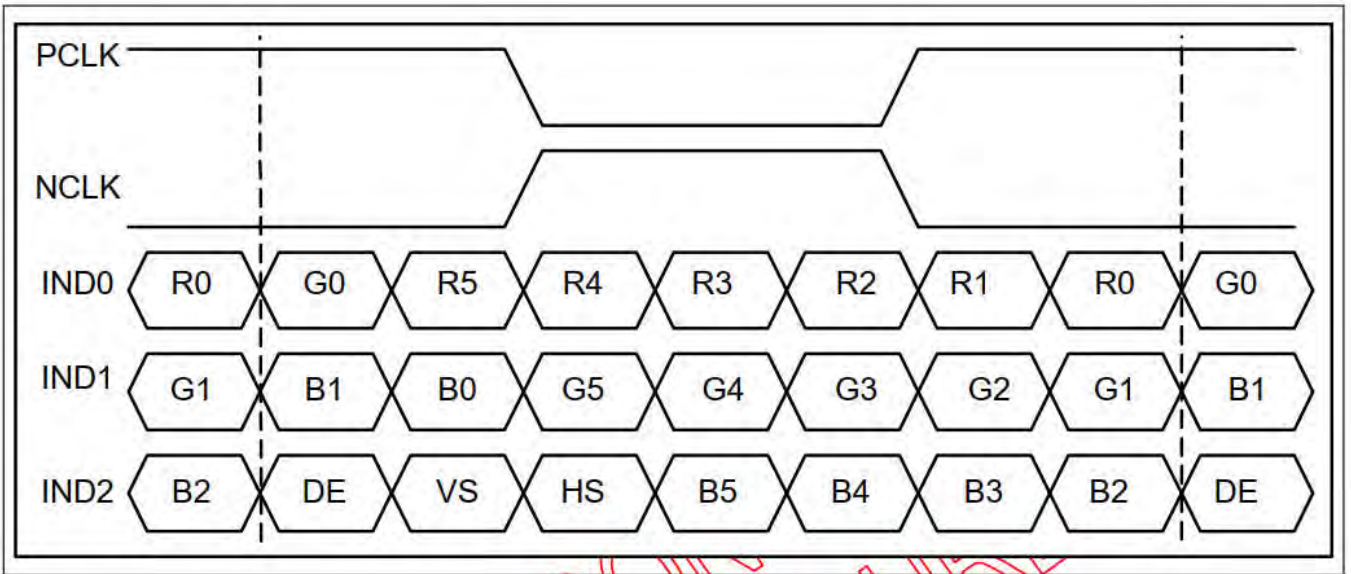 PCLK
NCLK
IND0 R0 G0 R5 R4 R3 R2 R1 R0 G0
IND1 G1 B1 B0 G5 G4 G3 G2 G1 B1
IND2 B2 DE VS HS B5 B4 B3 B2 DE